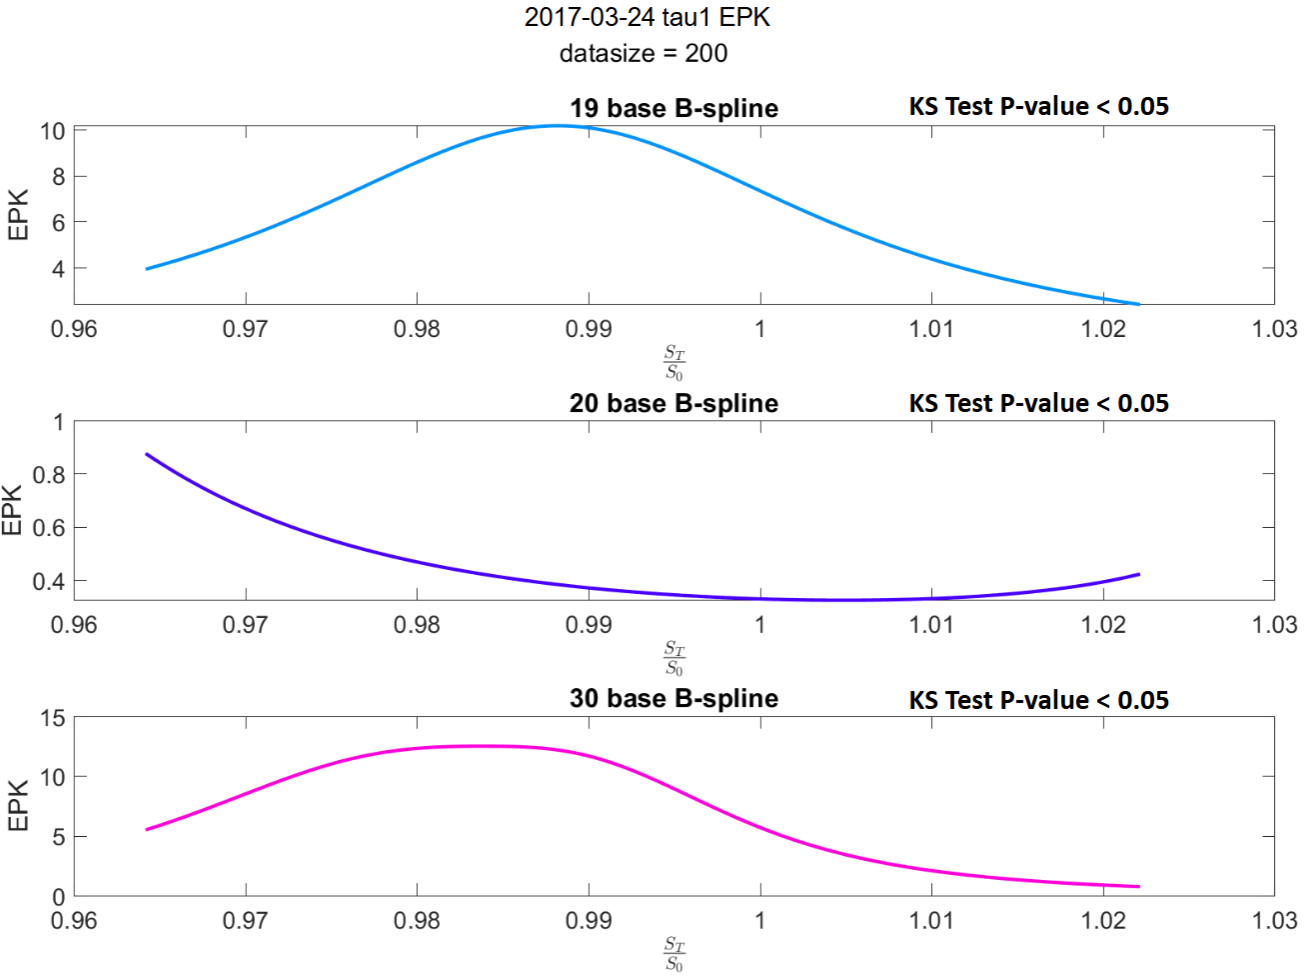 2017-03-24 tau1 EPK
datasize = 200
19 base B-spline KS Test P-value < 0.05
EPK
10
8
6
4
0.96 0.97 0.98 0.99 1 1.01 1.02 1.03
S_T
S_0
20 base B-spline KS Test P-value < 0.05
EPK
1
0.8
0.6
0.4
0.96 0.97 0.98 0.99 1 1.01 1.02 1.03
S_T
S_0
30 base B-spline KS Test P-value < 0.05
EPK
15
10
5
0
0.96 0.97 0.98 0.99 1 1.01 1.02 1.03
S_T
S_0